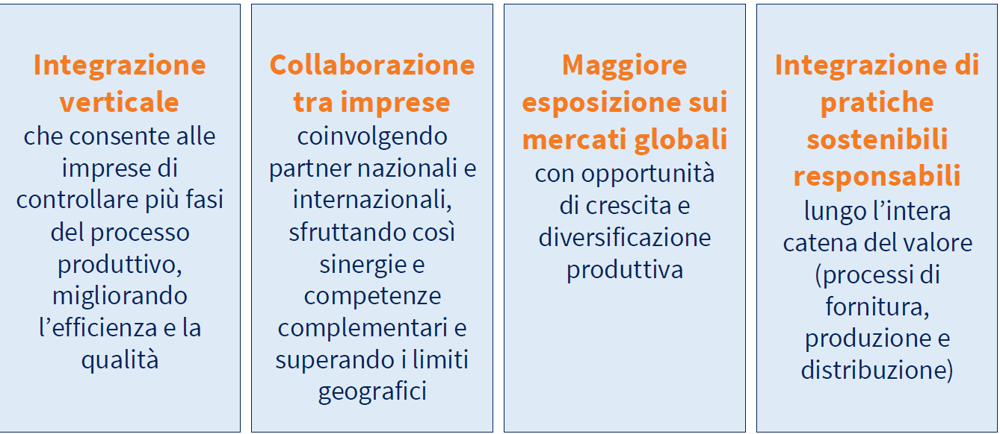 Integrazione
verticale
che consente alle
imprese di
controllare più fasi
del processo
produttivo,
migliorando
l’efficienza e la
qualità
Collaborazione
tra imprese
coinvolgendo
partner nazionali e
internazionali,
sfruttando così
sinergie e
competenze
complementari e
superando i limiti
geografici
Maggiore
esposizione sui
mercati globali
con opportunità
di crescita e
diversificazione
produttiva
Integrazione di
pratiche
sostenibili
responsabili
lungo l’intera
catena del valore
(processi di
fornitura,
produzione e
distribuzione)